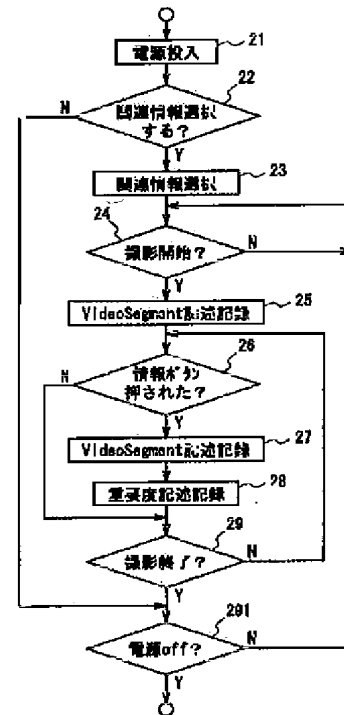 電源投入
21
22
関連情報選択
する？
N
Y
関連情報選択
23
24
撮影開始？
N
Y
VideoSegment記述記録
25
26
情報ボタン
押された？
N
Y
VideoSegment記述記録
27
重要度記述記録
28
29
撮影終了？
N
Y
291
電源off？
N
Y